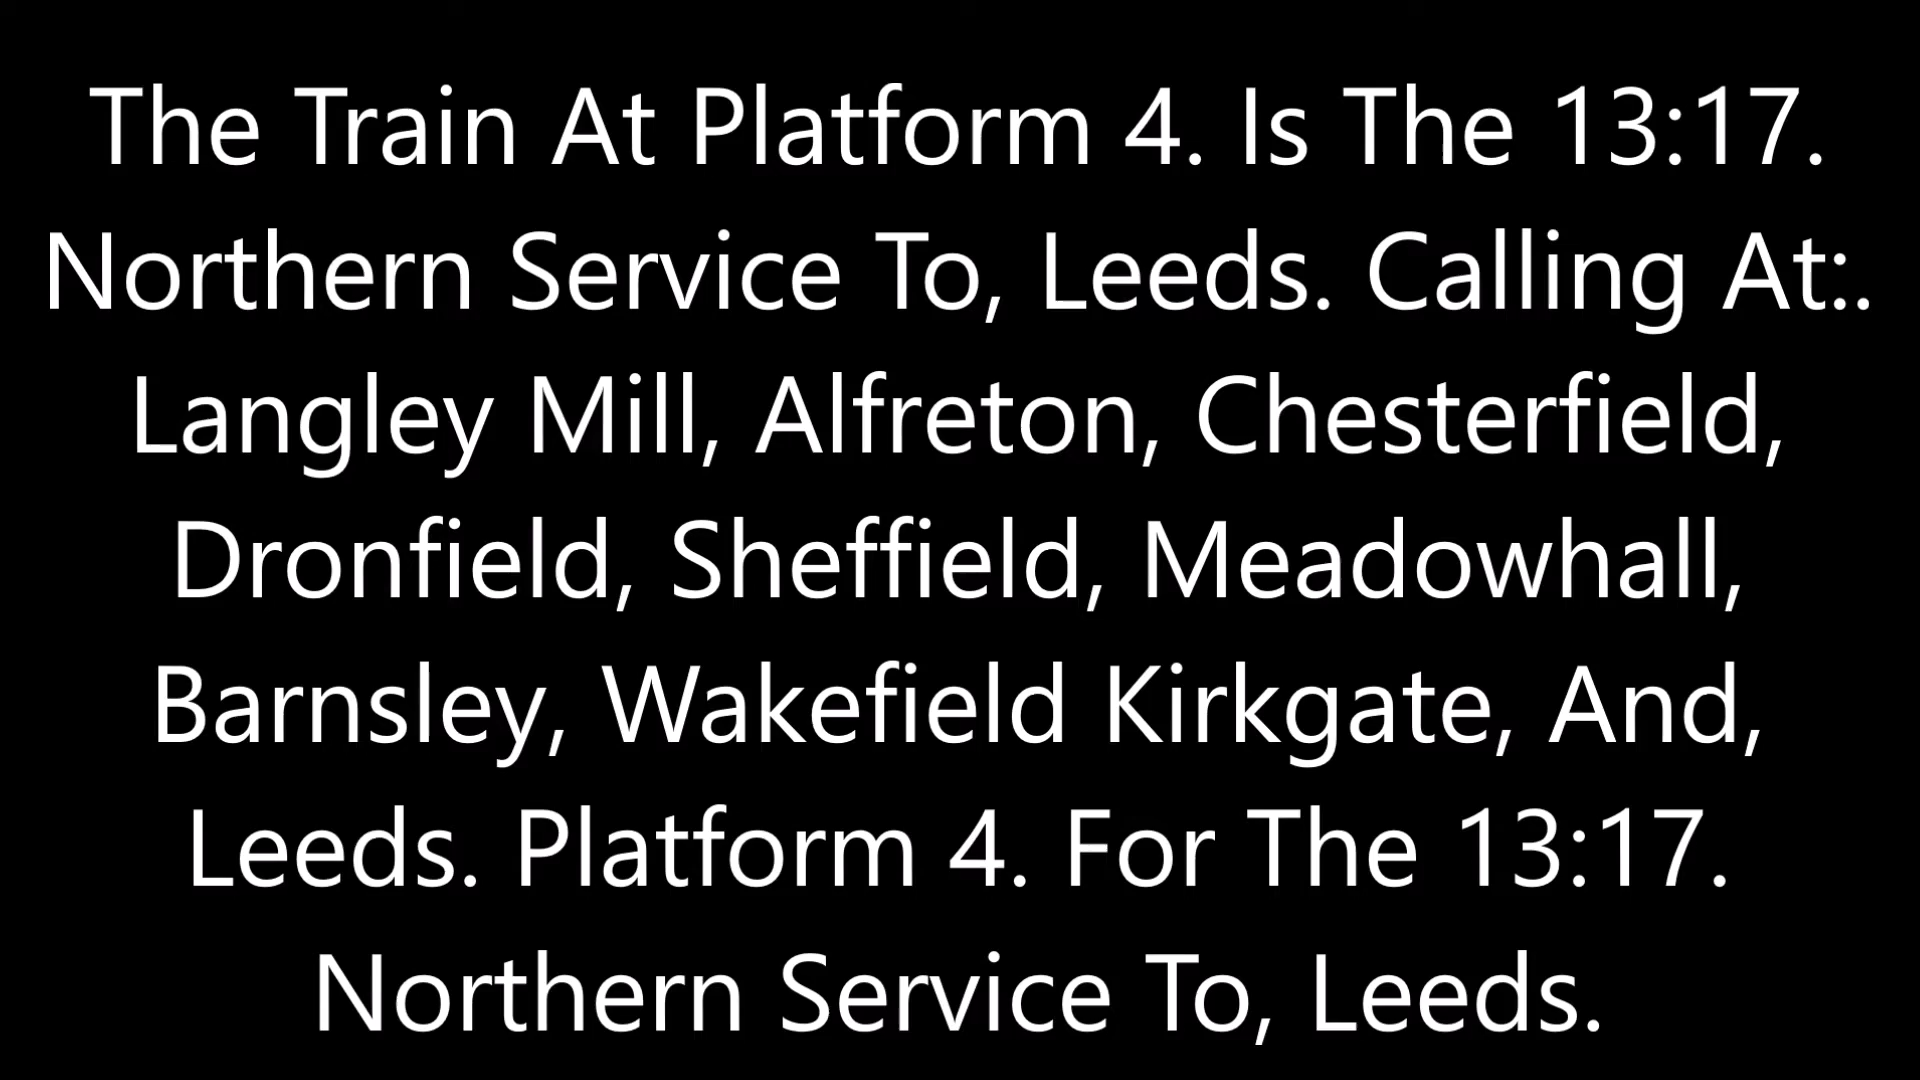 The Train At Platform 4. Is The 13:17.
Northern Service To, Leeds. Calling At:.
Langley Mill, Alfreton, Chesterfield,
Dronfield, Sheffield, Meadowhall,
Barnsley, Wakefield Kirkgate, And,
Leeds. Platform 4. For The 13:17.
Northern Service To, Leeds.